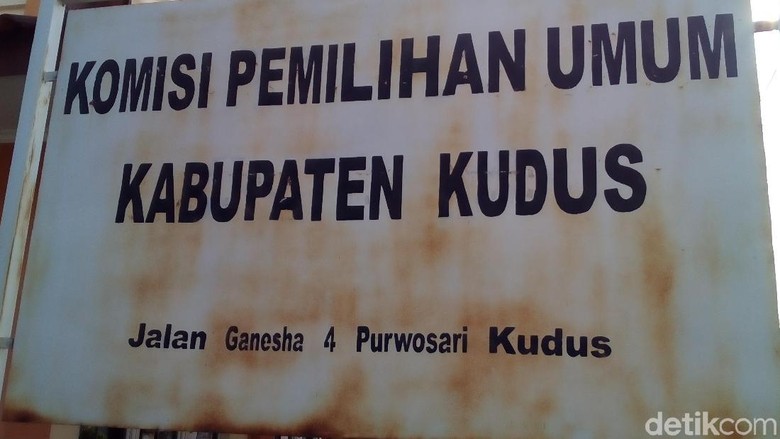 KOMISI PEMILIHAN UMUM
KABUPATEN KUDUS
Jalan Ganesha 4 Purwosari Kudus
detikcom